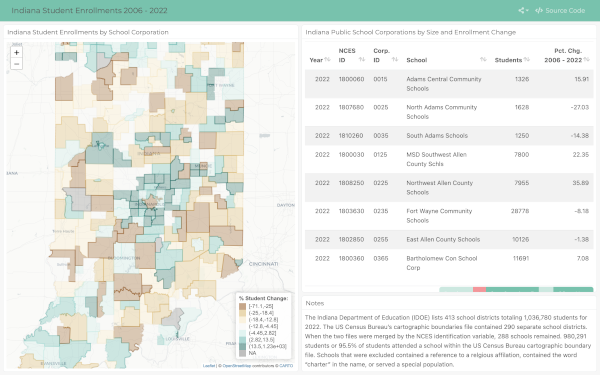 Indiana Student Enrollments 2006 - 2022
Source Code
Indiana Student Enrollments by School Corporation
+
−
% Student Change:
[-71.1,-25]
(-25,-18.4]
(-18.4,-12.8]
(-12.8,-4.45]
(-4.45,2.82]
(2.82,13.5]
(13.5,1.23e+03]
NA
DAYTON
CINCINNATI
LOUISVILLE
Leaflet | © OpenStreetMap contributors © CARTO
Indiana Public School Corporations by Size and Enrollment Change
Year NCES ID Corp. ID School Students Pct. Chg. 2006 - 2022
2022 1800060 0015 Adams Central Community Schools 1326 15.91
2022 1807680 0025 North Adams Community Schools 1628 -27.03
2022 1810260 0035 South Adams Schools 1250 -14.38
2022 1800030 0125 MSD Southwest Allen County Schls 7800 22.35
2022 1808250 0225 Northwest Allen County Schools 7955 35.89
2022 1803630 0235 Fort Wayne Community Schools 28778 -8.18
2022 1802850 0255 East Allen County Schools 10126 -1.38
2022 1800360 0365 Bartholomew Con School Corp 11691 7.08
Notes
The Indiana Department of Education (IDOE) lists 413 school districts totaling 1,036,780 students for
2022. The US Census Bureau's cartographic boundaries file contained 290 separate school districts.
When the two files were merged by the NCES identification variable, 288 schools remained. 980,291
students or 95.5% of students attended a school within the US Census cartographic boundary
file. Schools that were excluded contained a reference to a relgious affiliation, contained the word
"charter" in the name, or served a special population.